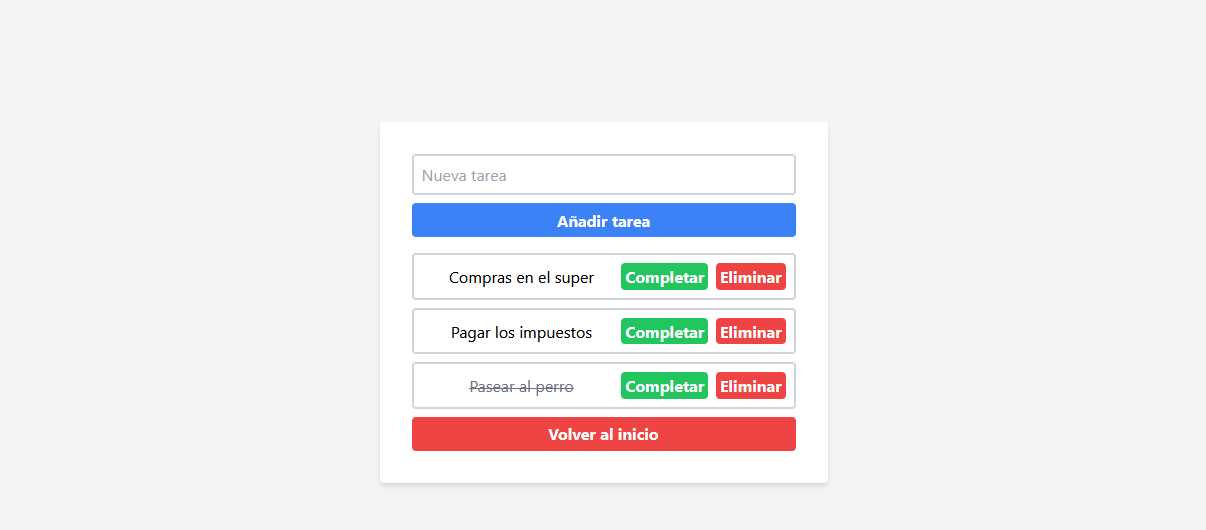 Nueva tarea
Añadir tarea
Compras en el super Completar Eliminar
Pagar los impuestos Completar Eliminar
Pasear al perro Completar Eliminar
Volver al inicio